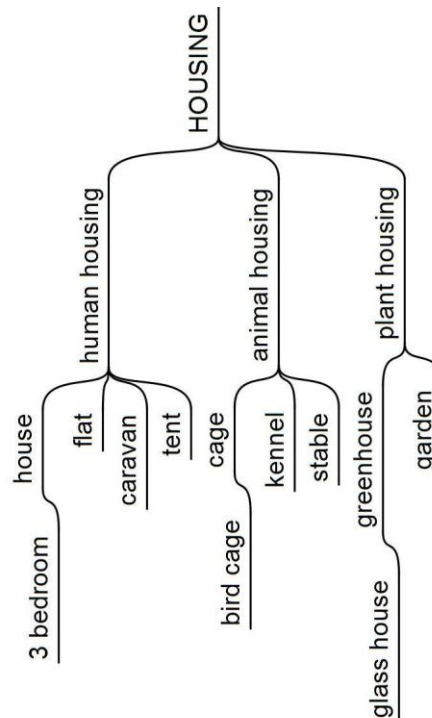 HOUSING
human housing
house
3 bedroom
flat
caravan
tent
animal housing
cage
bird cage
kennel
stable
plant housing
greenhouse
glass house
garden